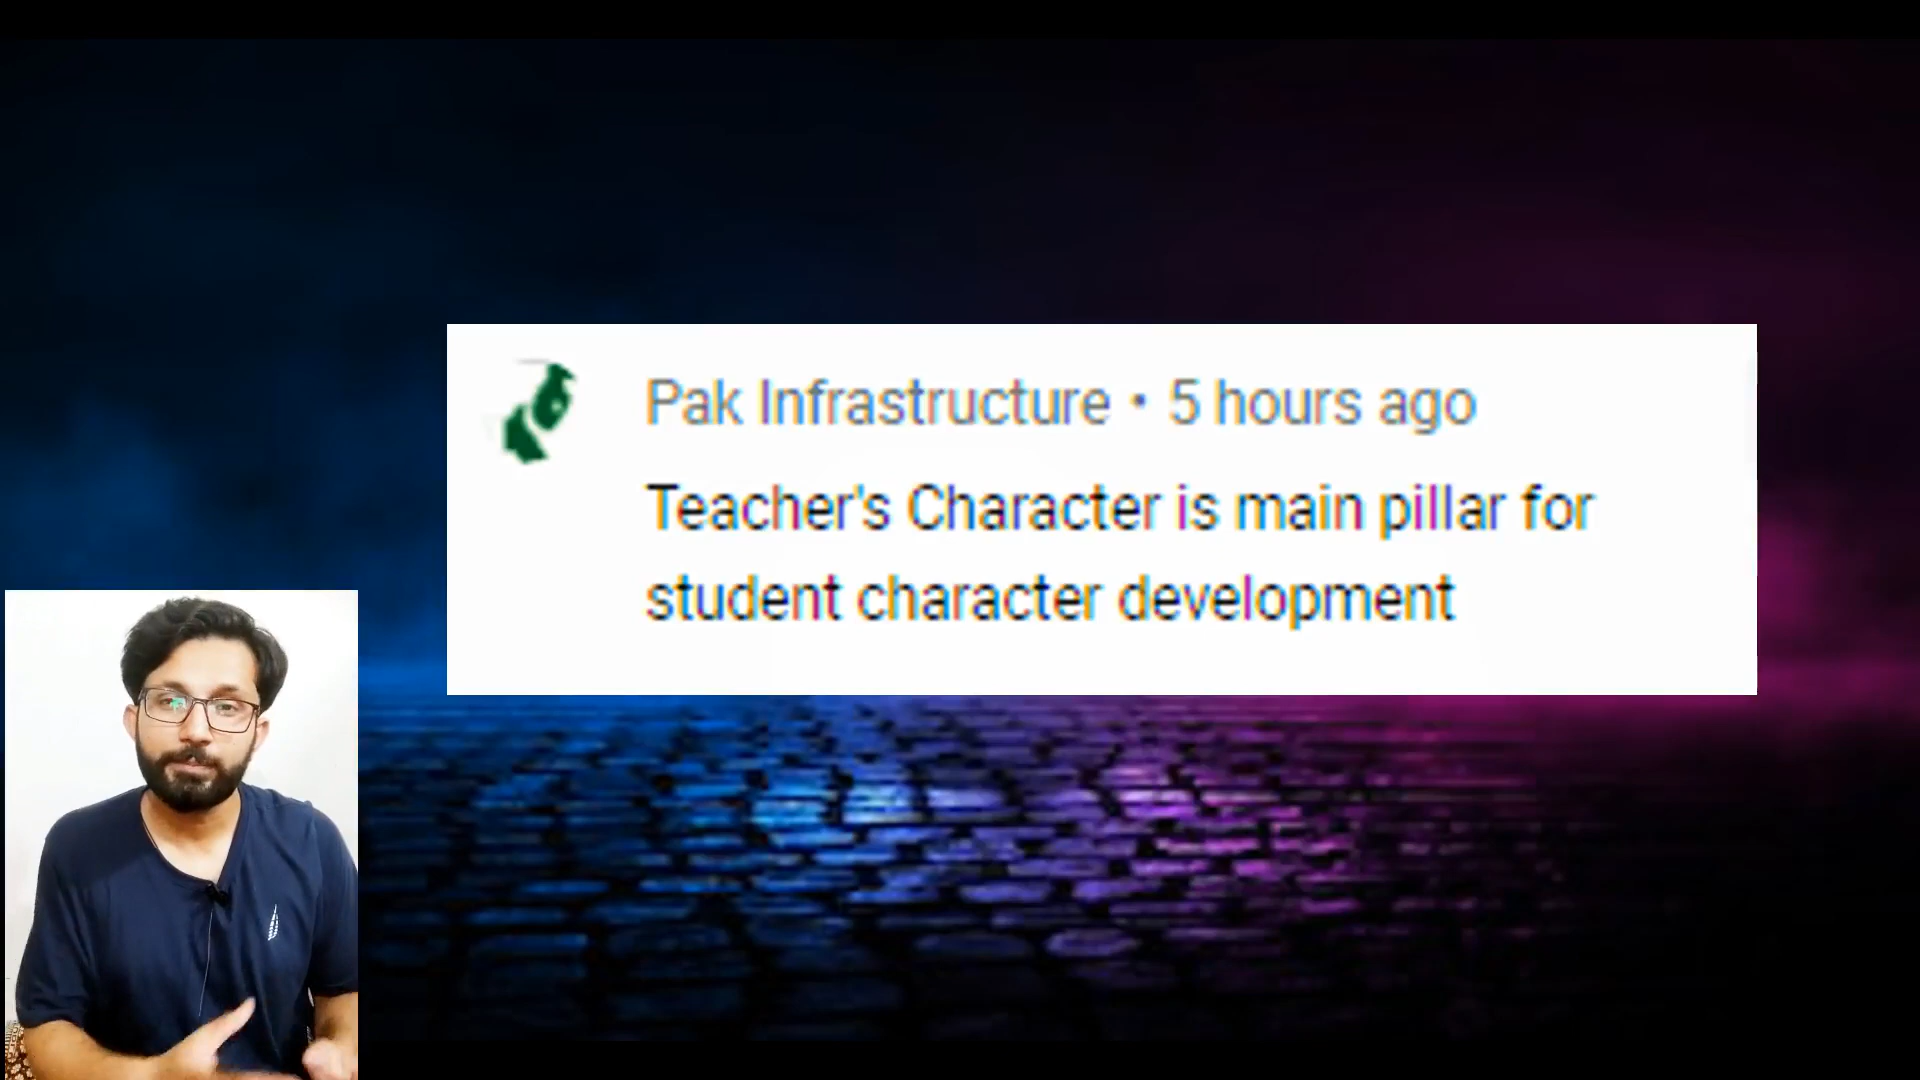 Pak Infrastructure • 5 hours ago
Teacher's Character is main pillar for
student character development